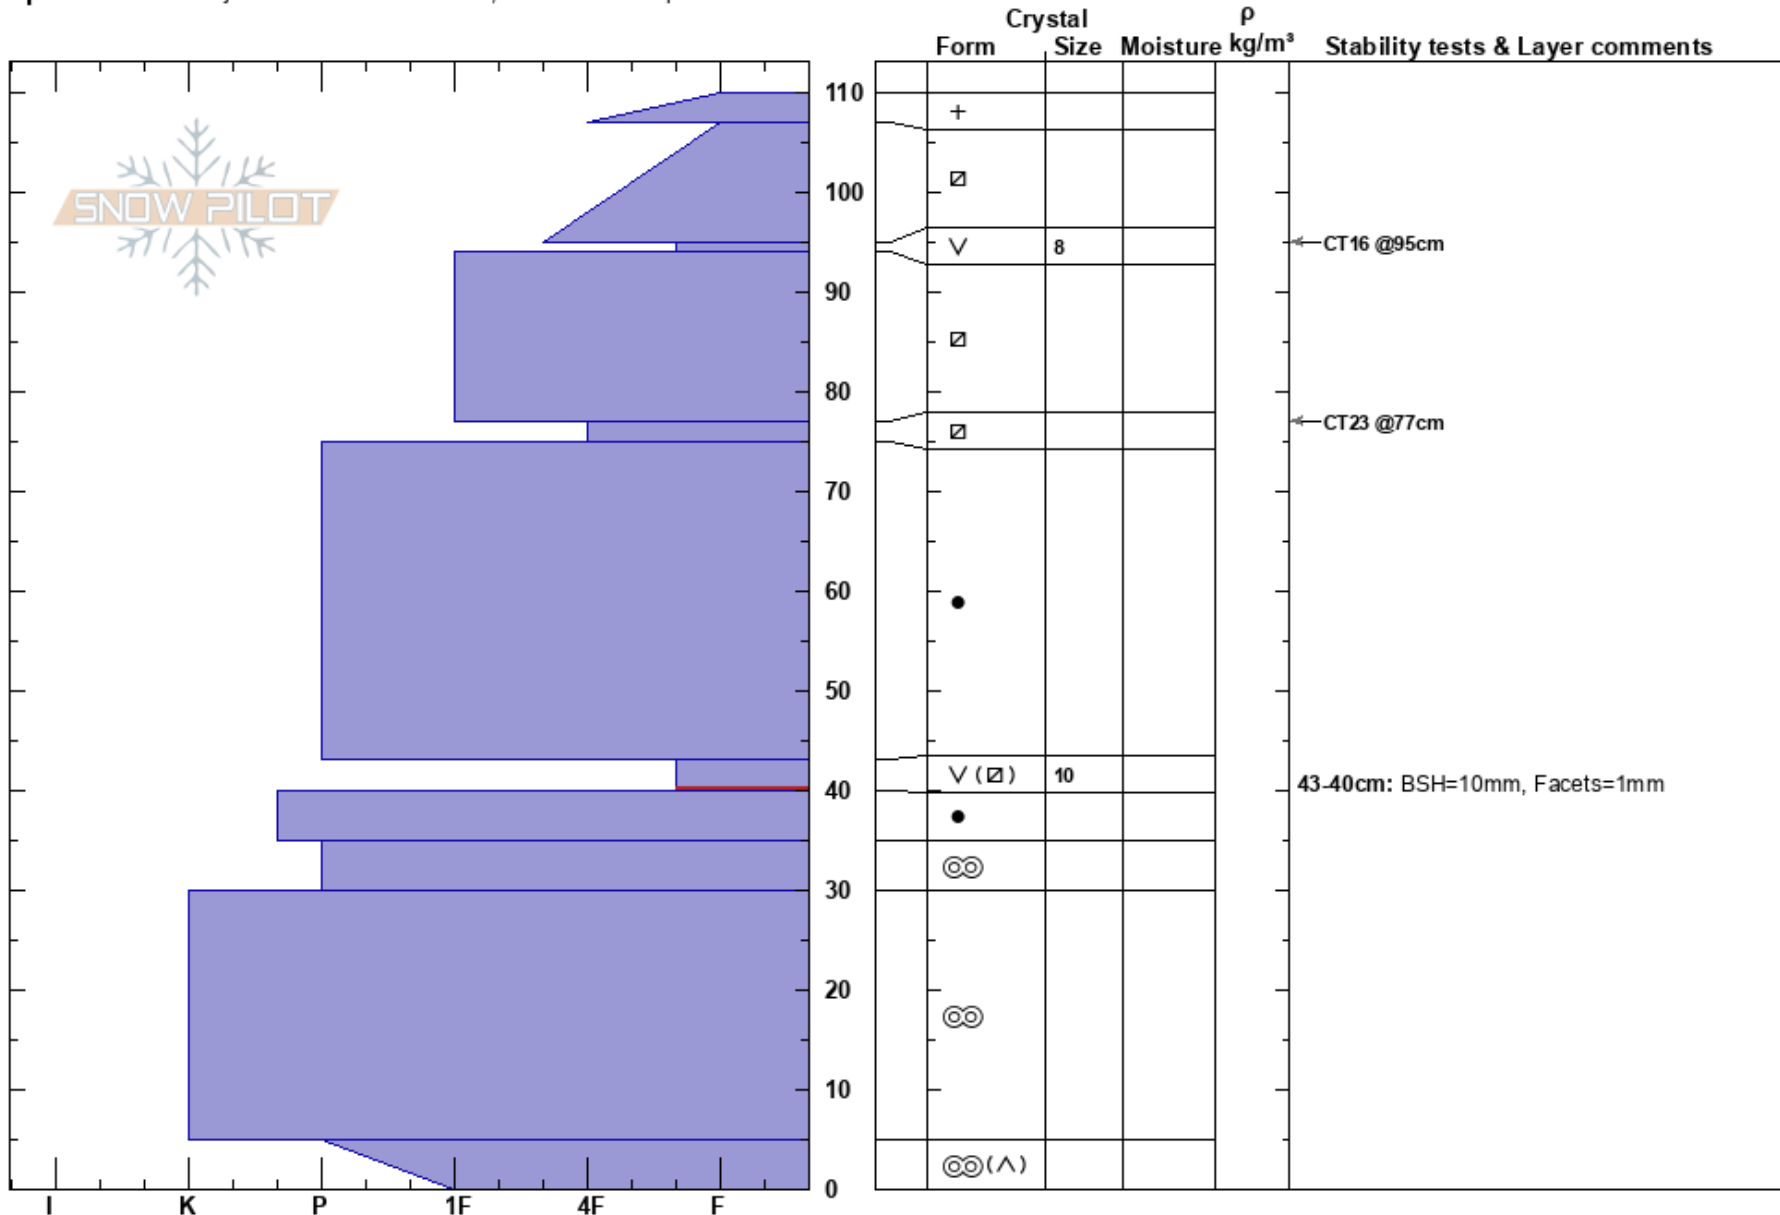 Crystal ρ
Form Size Moisture kg/m³ Stability tests & Layer comments
110
+
SNOW PILOT
100
CT16 @95cm
V 8
90
80
CT23 @77cm
70
60
50
V ( ) 10
43-40cm: BSH=10mm, Facets=1mm
40
30
20
10
(Λ)
0
I K P 1F 4F F